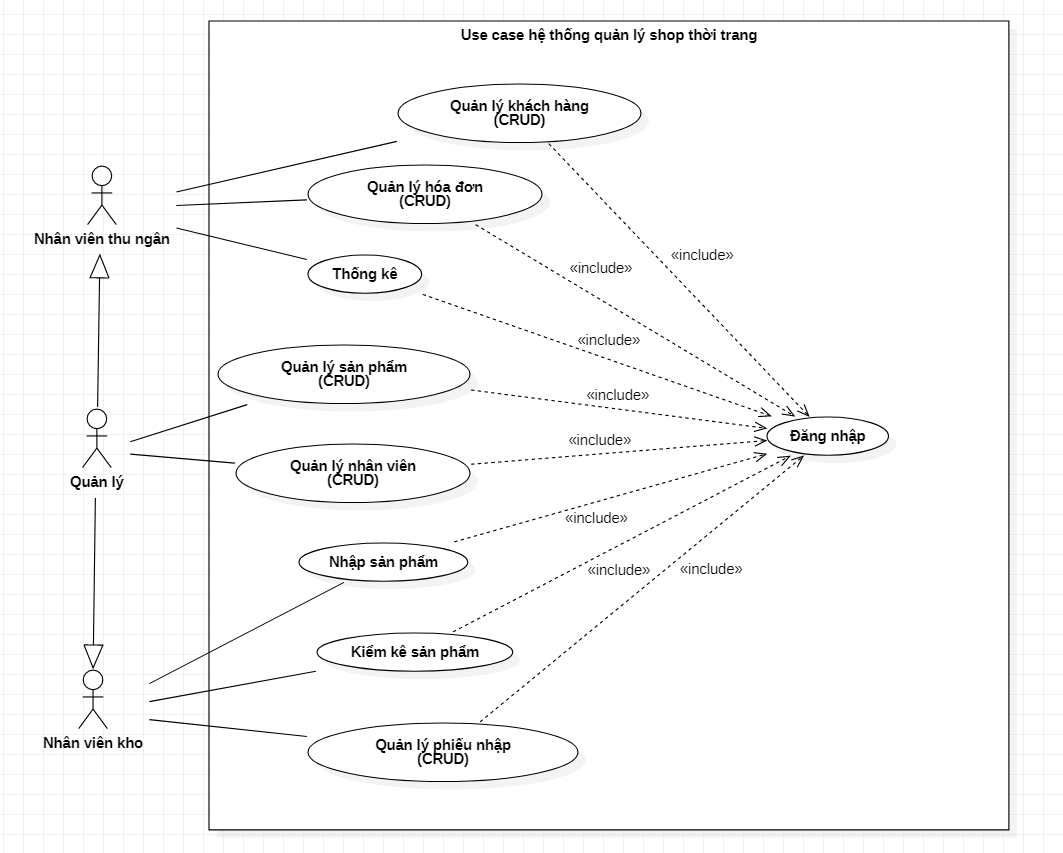 Use case hệ thống quản lý shop thời trang
Quản lý khách hàng
(CRUD)
Quản lý hóa đơn
(CRUD)
Nhân viên thu ngân
«include»
«include»
Thống kê
«include»
Quản lý sản phẩm
(CRUD)
«include»
«include»
Đăng nhập
Quản lý nhân viên
(CRUD)
Quản lý
«include»
Nhập sản phẩm
«include»
«include»
Kiểm kê sản phẩm
Nhân viên kho
Quản lý phiếu nhập
(CRUD)